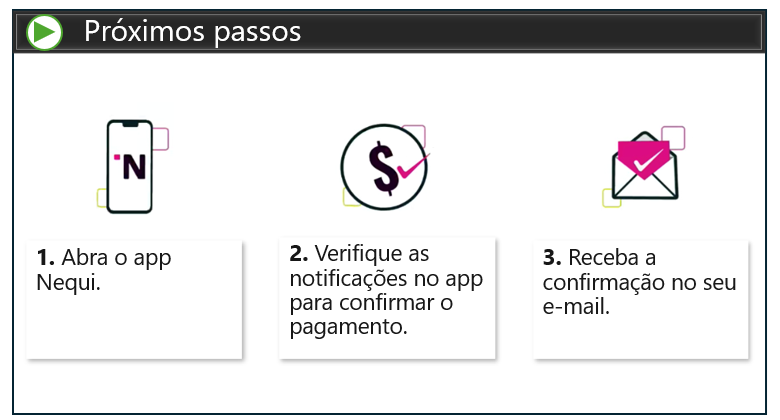 Próximos passos
N
$
1. Abra o app
Nequi.
2. Verifique as
notificações no app
para confirmar o
pagamento.
3. Receba a
confirmação no seu
e-mail.